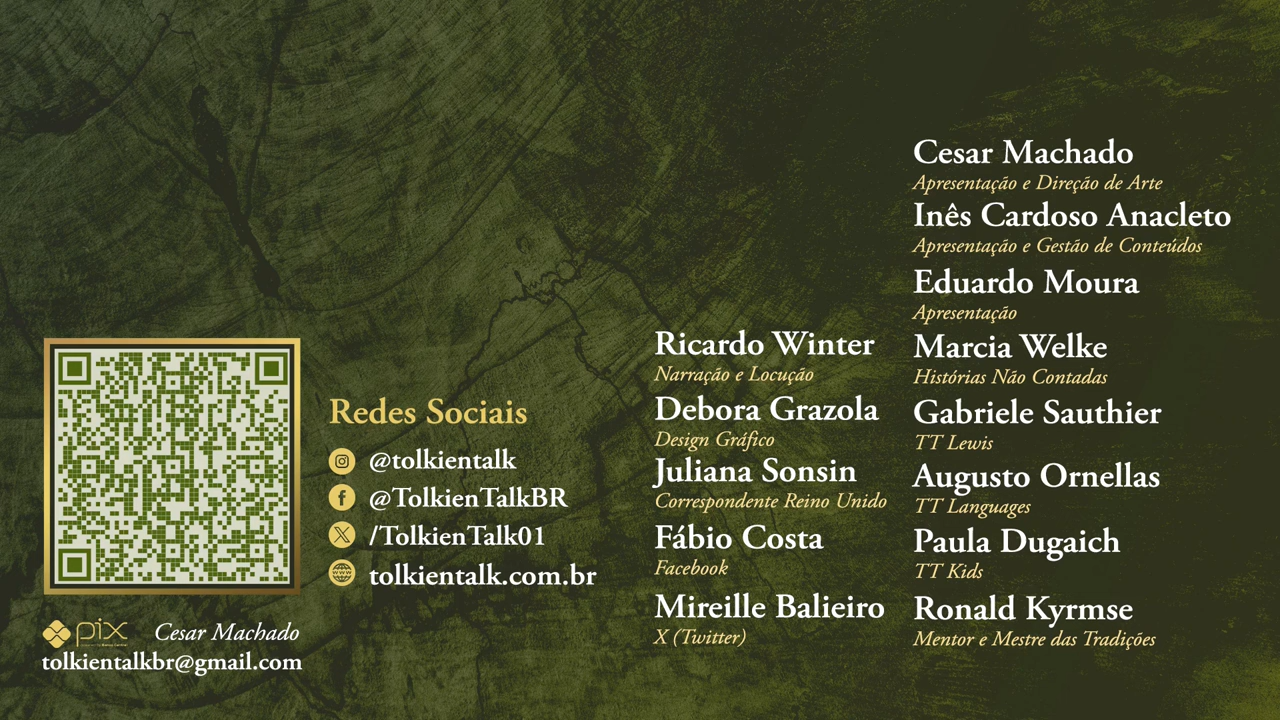 Cesar Machado
Apresentação e Direção de Arte
Inês Cardoso Anacleto
Apresentação e Gestão de Conteúdos
Eduardo Moura
Apresentação
Marcia Welke
Histórias Não Contadas
Gabriele Sauthier
TT Lewis
Augusto Ornellas
TT Languages
Paula Dugaich
TT Kids
Ronald Kyrmse
Mentor e Mestre das Tradições
Ricardo Winter
Narração e Locução
Debora Grazola
Design Gráfico
Juliana Sonsin
Correspondente Reino Unido
Fábio Costa
Facebook
Mireille Balieiro
X (Twitter)
Redes Sociais
@tolkientalk
@TolkienTalkBR
/TolkienTalk01
tolkientalk.com.br
pix
Cesar Machado
tolkientalkbr@gmail.com